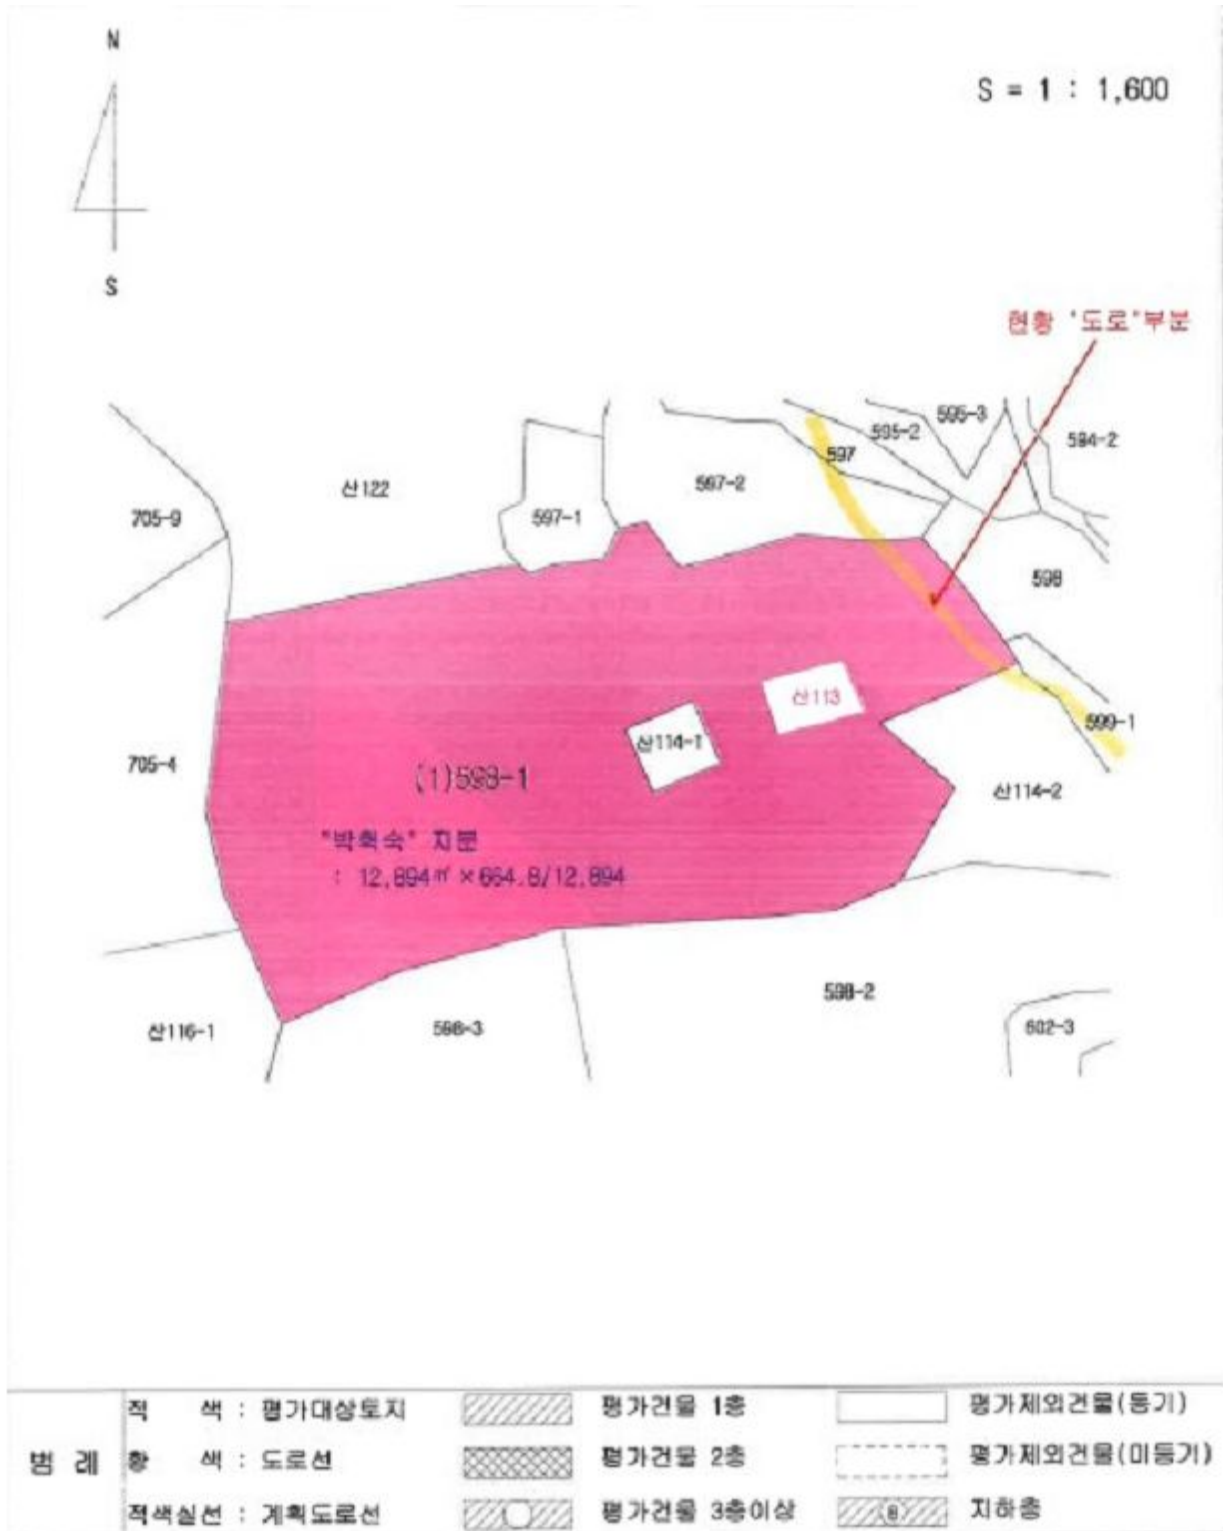 N
S = 1 : 1,600
S
현황 "도로"부분
595-3
595-2
594-2
597
산122
597-2
705-9
597-1
598
산113
599-1
산114-1
705-4
(1)598-1
산114-2
지분
: 12,894㎡ × 664.8/12,894
598-2
산116-1
598-3
602-3
범 례
적 색 : 평가대상토지
평가건물 1층
평가제외건물(등기)
황 색 : 도로선
평가건물 2층
평가제외건물(미등기)
적색실선 : 계획도로선
평가건물 3층이상
B
지하층